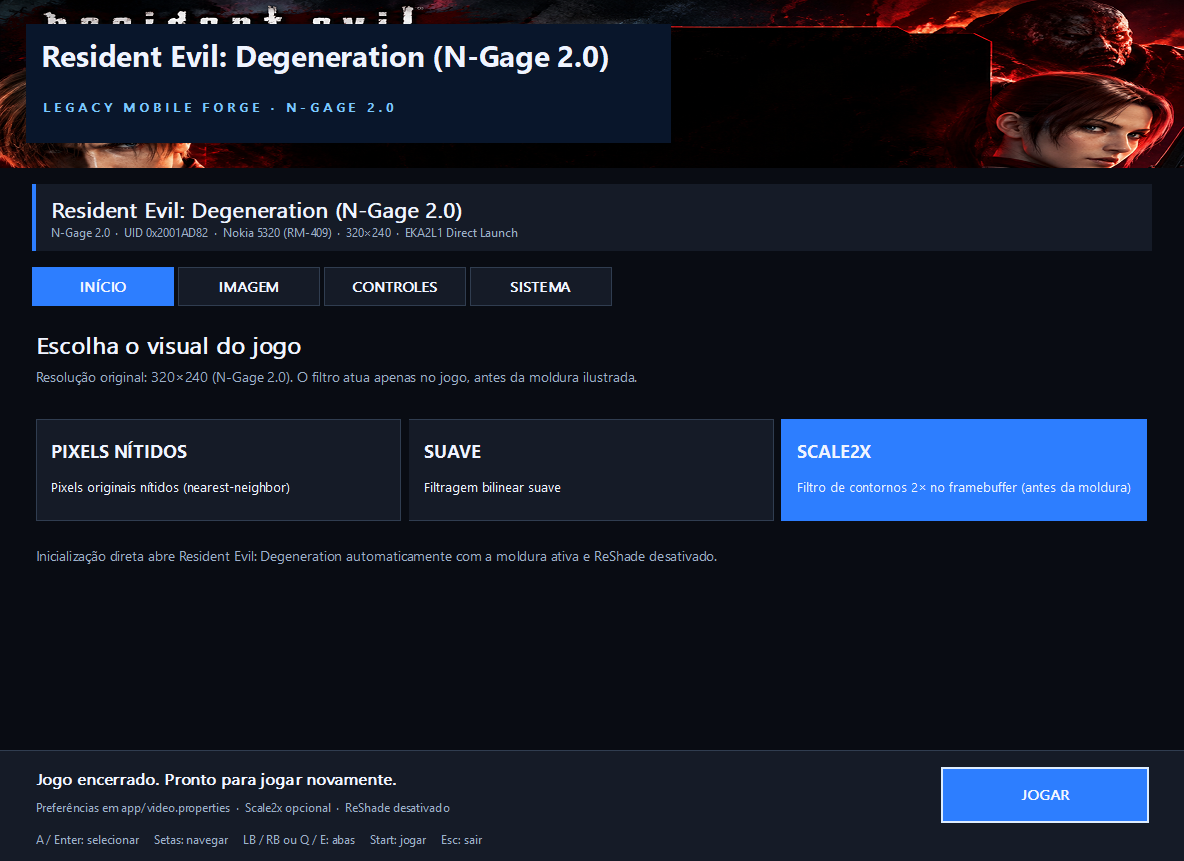 resident evil
Resident Evil: Degeneration (N-Gage 2.0)
LEGACY MOBILE FORGE · N-GAGE 2.0
Resident Evil: Degeneration (N-Gage 2.0)
N-Gage 2.0 · UID 0x2001AD82 · Nokia 5320 (RM-409) · 320×240 · EKA2L1 Direct Launch
INÍCIO IMAGEM CONTROLES SISTEMA
Escolha o visual do jogo
Resolução original: 320×240 (N-Gage 2.0). O filtro atua apenas no jogo, antes da moldura ilustrada.
PIXELS NÍTIDOS
Pixels originais nítidos (nearest-neighbor)
SUAVE
Filtragem bilinear suave
SCALE2X
Filtro de contornos 2× no framebuffer (antes da moldura)
Inicialização direta abre Resident Evil: Degeneration automaticamente com a moldura ativa e ReShade desativado.
Jogo encerrado. Pronto para jogar novamente.
Preferências em app/video.properties · Scale2x opcional · ReShade desativado
A / Enter: selecionar Setas: navegar LB / RB ou Q / E: abas Start: jogar Esc: sair
JOGAR